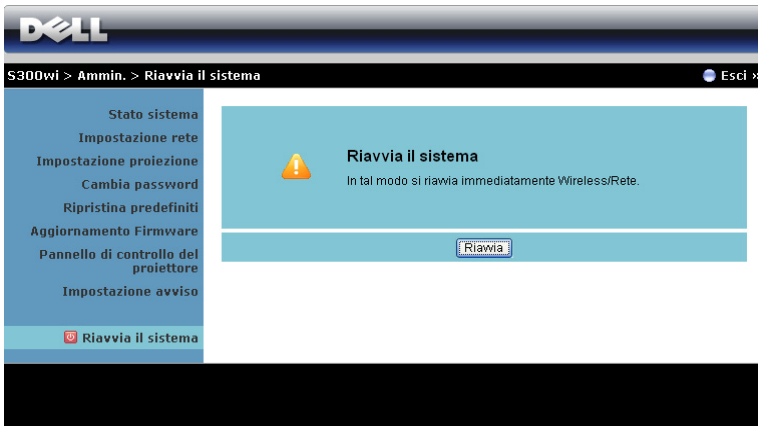 DELL
S300wi > Ammin. > Riavvia il sistema
Esci »
Stato sistema
Impostazione rete
Impostazione proiezione
Cambia password
Ripristina predefiniti
Aggiornamento Firmware
Pannello di controllo del
proiettore
Impostazione avviso
Riavvia il sistema
Riavvia il sistema
In tal modo si riavvia immediatamente Wireless/Rete.
Riavvia